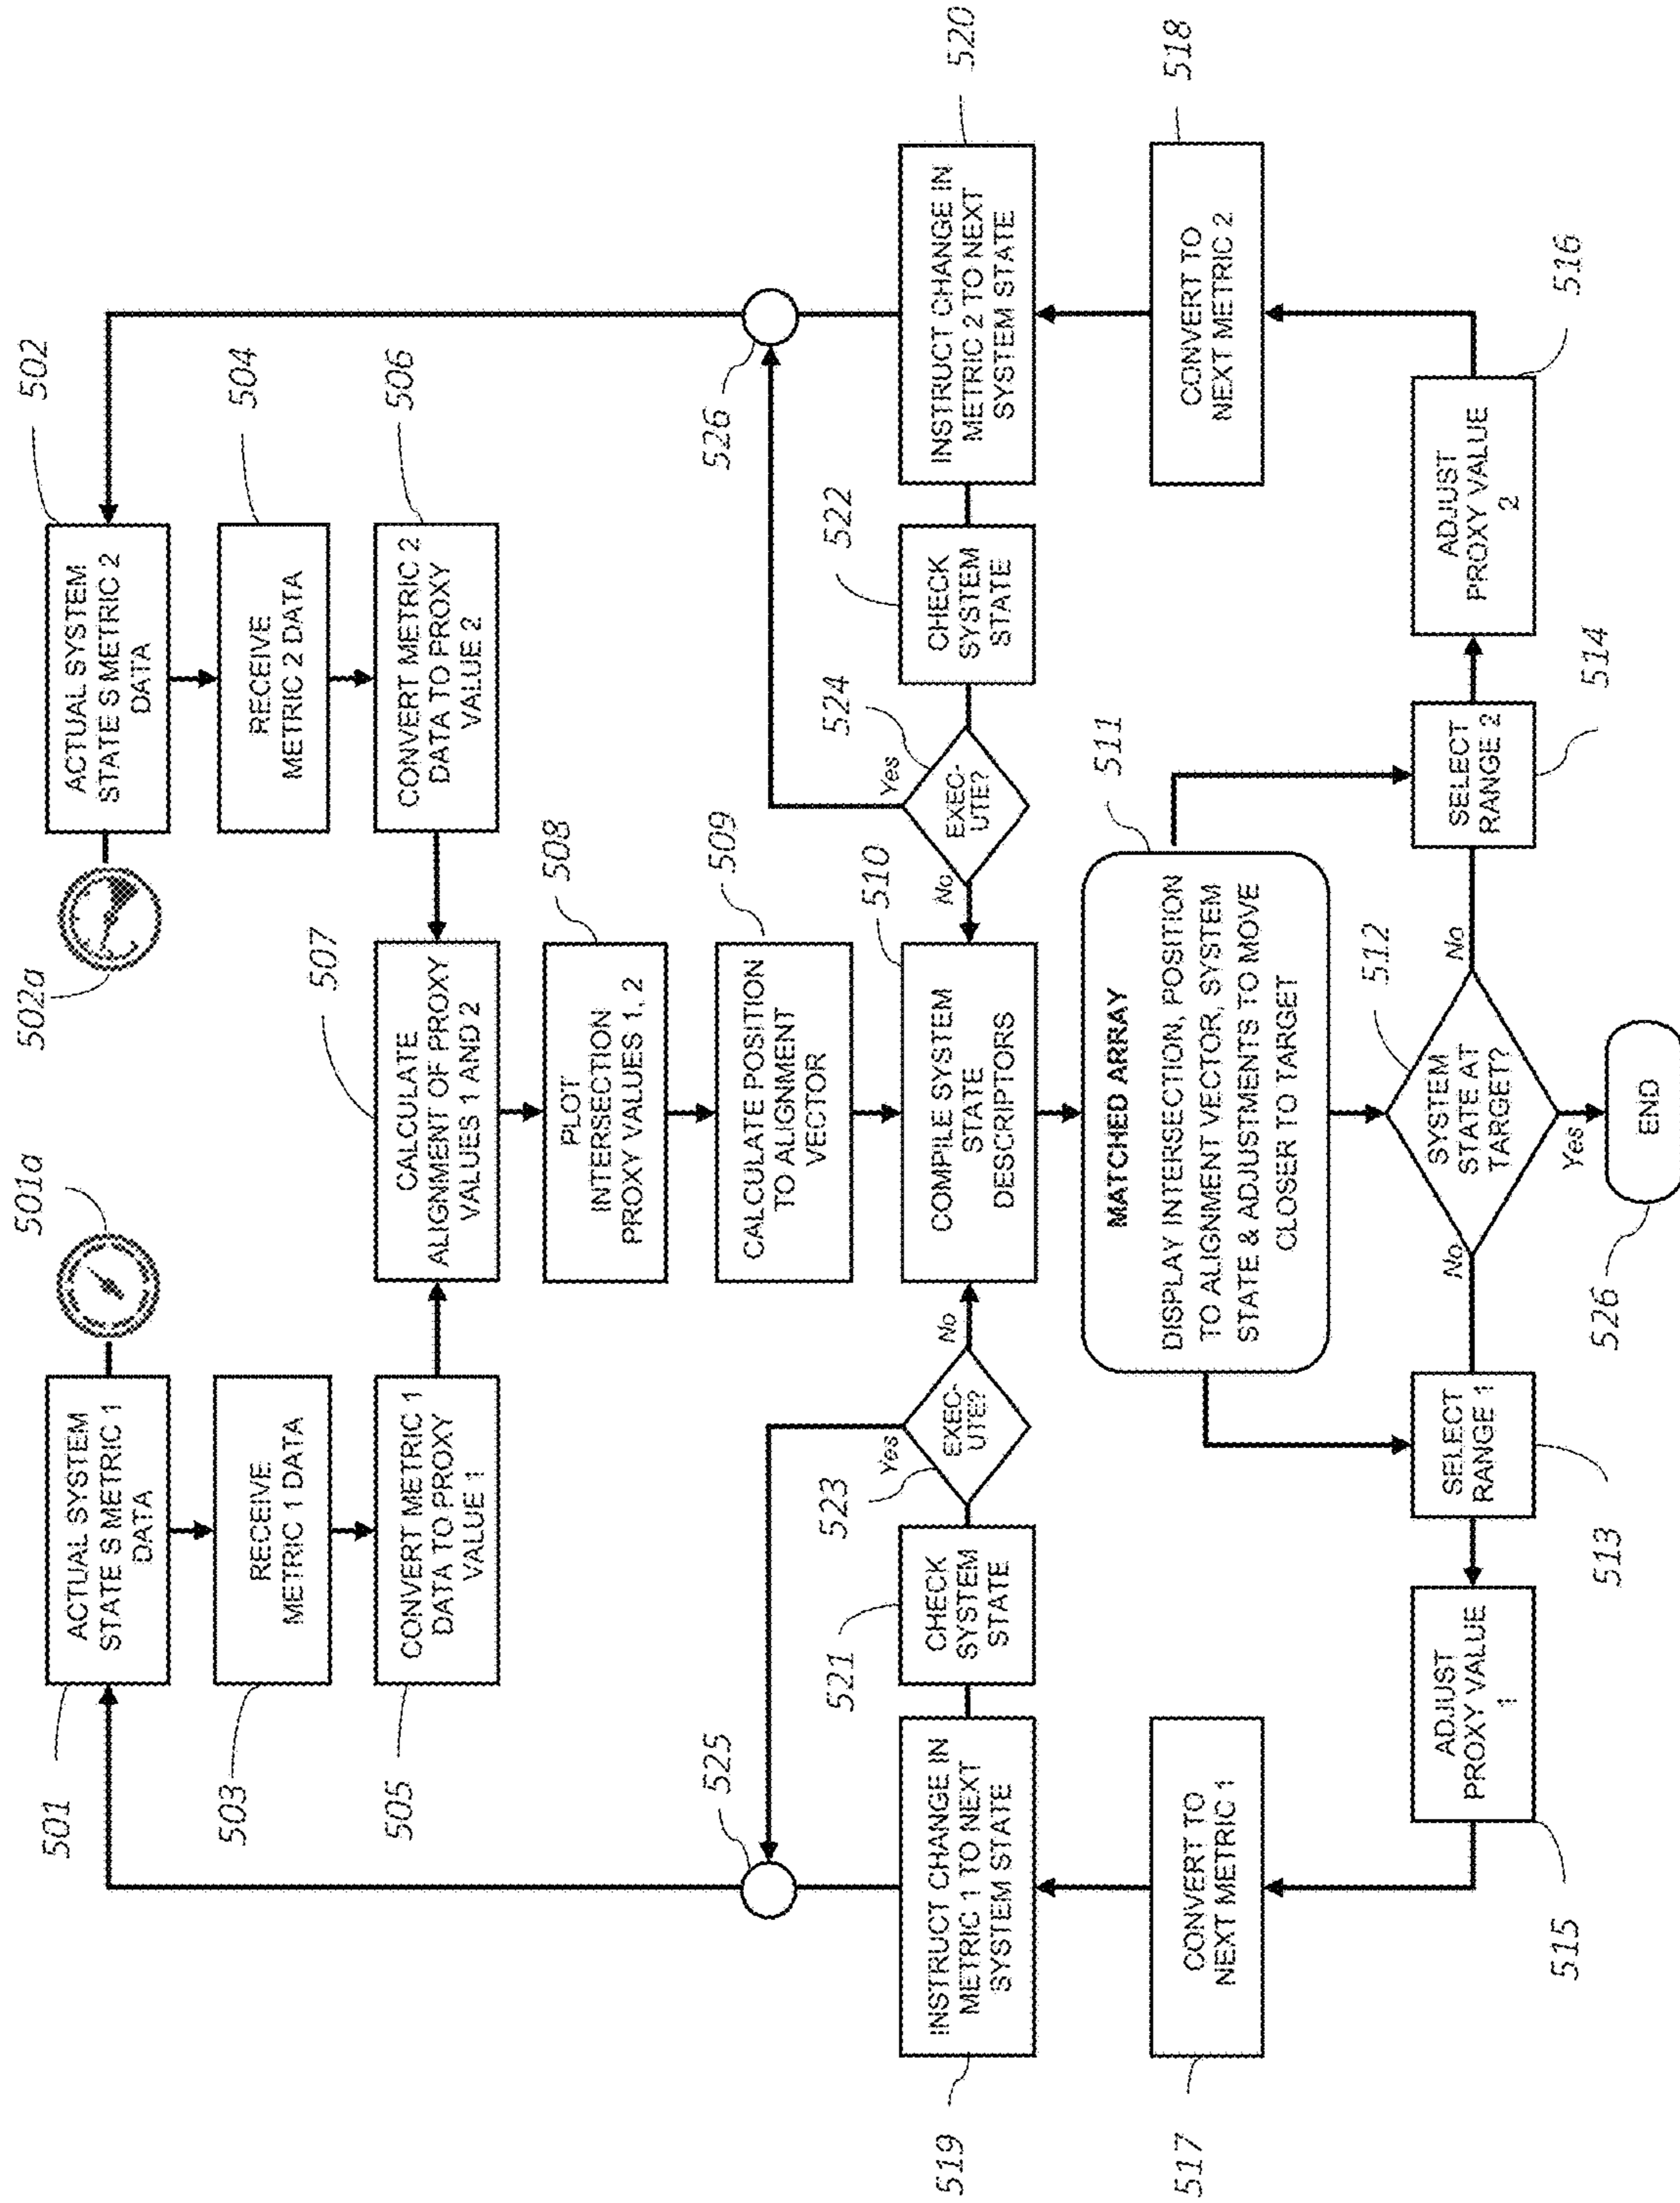 501a
502a
501
ACTUAL SYSTEM
STATE S METRIC 1
DATA
ACTUAL SYSTEM
STATE S METRIC 2
DATA
502
503
RECEIVE
METRIC 1 DATA
RECEIVE
METRIC 2 DATA
504
505
CONVERT METRIC 1
DATA TO PROXY
VALUE 1
507
CALCULATE
ALIGNMENT OF PROXY
VALUES 1 AND 2
CONVERT METRIC 2
DATA TO PROXY
VALUE 2
506
PLOT
INTERSECTION
PROXY VALUES 1, 2
508
525
CALCULATE POSITION
TO ALIGNMENT
VECTOR
509
526
519
INSTRUCT CHANGE IN
METRIC 1 TO NEXT
SYSTEM STATE
521
CHECK
SYSTEM
STATE
523
Yes
EXEC-
UTE?
No
COMPILE SYSTEM
STATE
DESCRIPTORS
510
No
EXEC-
UTE?
Yes
524
CHECK
SYSTEM
STATE
522
INSTRUCT CHANGE IN
METRIC 2 TO NEXT
SYSTEM STATE
520
517
CONVERT TO
NEXT METRIC 1
MATCHED ARRAY
DISPLAY INTERSECTION, POSITION
TO ALIGNMENT VECTOR, SYSTEM
STATE & ADJUSTMENTS TO MOVE
CLOSER TO TARGET
511
CONVERT TO
NEXT METRIC 2
518
515
ADJUST
PROXY VALUE
1
SELECT
RANGE 1
513
No
SYSTEM
STATE AT
TARGET?
512
No
Yes
SELECT
RANGE 2
514
ADJUST
PROXY VALUE
2
516
526
END